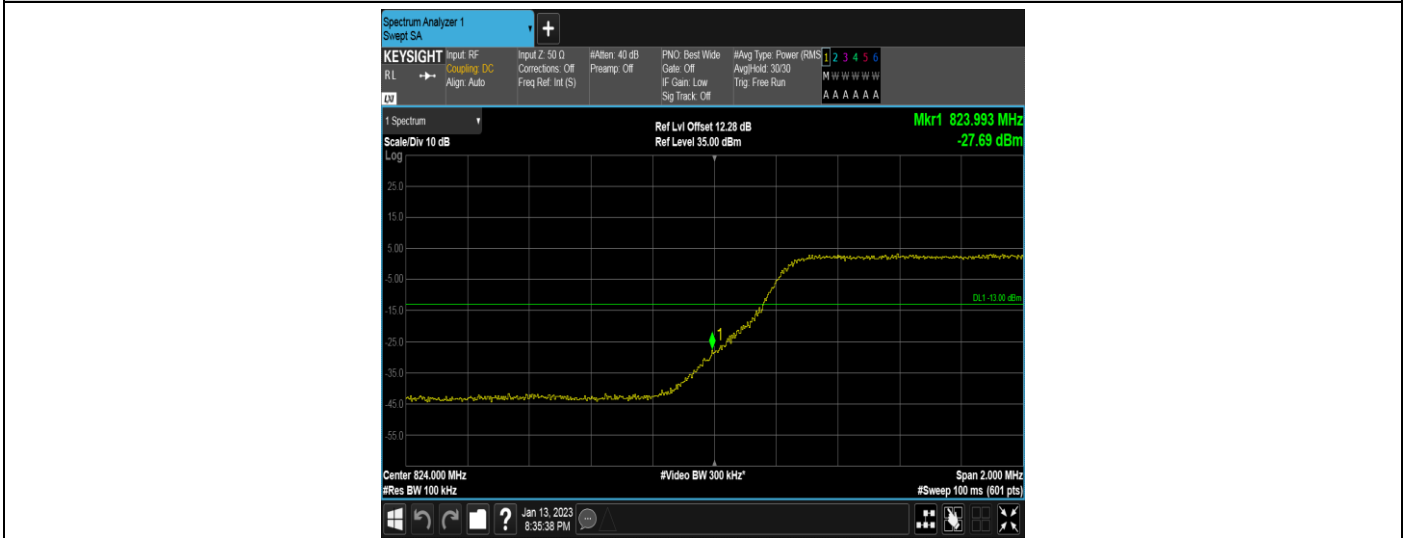 Spectrum Analyzer 1
Swept SA
+
KEYSIGHT
RL
LXI
Input: RF
Coupling: DC
Align: Auto
Input Z: 50 Ω
Corrections: Off
Freq Ref: Int (S)
#Atten: 40 dB
Preamp: Off
PNO: Best Wide
Gate: Off
IF Gain: Low
Sig Track: Off
#Avg Type: Power (RMS
Avg|Hold: 30/30
Trig: Free Run
1 2 3 4 5 6
M W W W W W
A A A A A A
1 Spectrum
Scale/Div 10 dB
Ref Lvl Offset 12.28 dB
Ref Level 35.00 dBm
Mkr1 823.993 MHz
-27.69 dBm
Log
25.0
15.0
5.00
-5.00
-15.0
-25.0
-35.0
-45.0
-55.0
DL1 -13.00 dBm
1
Center 824.000 MHz
#Res BW 100 kHz
#Video BW 300 kHz*
Span 2.000 MHz
#Sweep 100 ms (601 pts)
?
Jan 13, 2023
8:35:38 PM